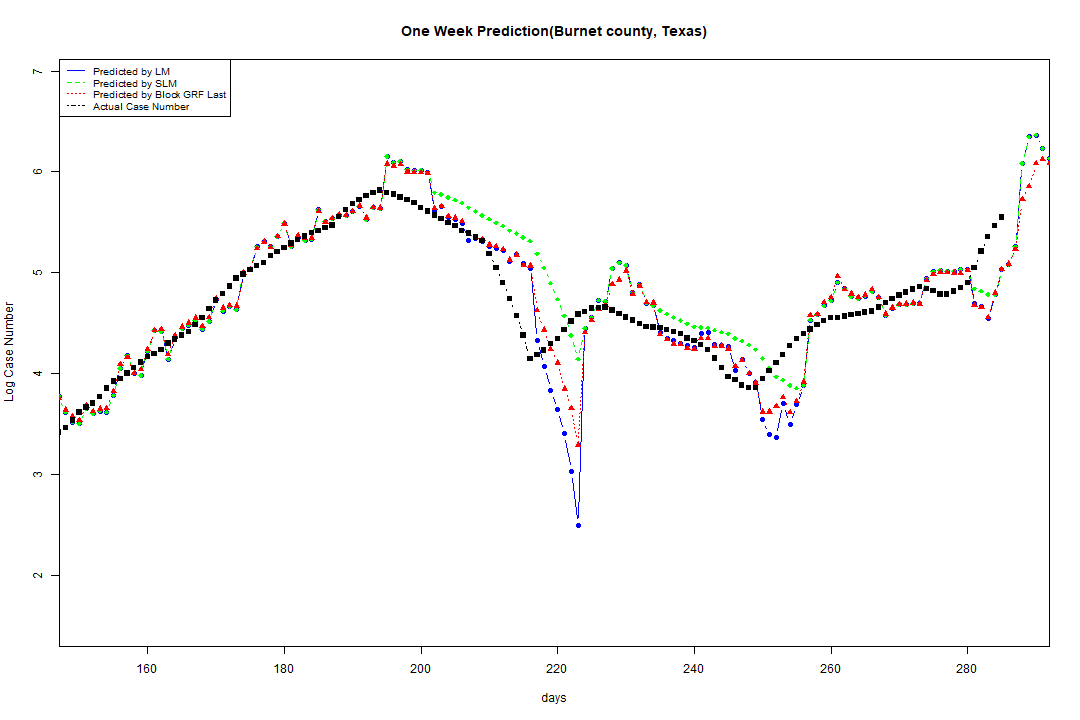 One Week Prediction(Burnet county, Texas)
Predicted by LM
Predicted by SLM
Predicted by Block GRF Last
Actual Case Number
7
6
5
4
3
2
Log Case Number
160 180 200 220 240 260 280
days